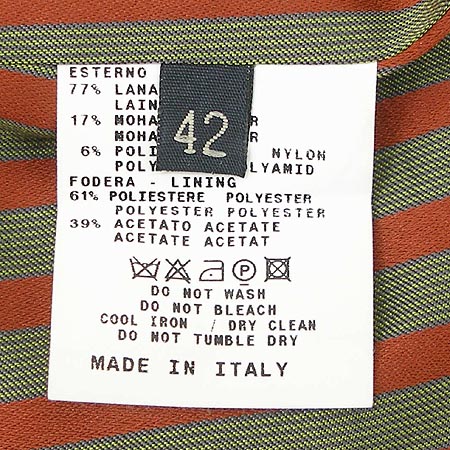 ESTERNO
77% LANA
LAIN
17% MOHA R
MOHA R
6% POLI NYLON
POLY LYAMID
FODERA - LINING
61% POLIESTERE POLYESTER
POLYESTER POLYESTER
39% ACETATO ACETATE
ACETATE ACETAT
42
DO NOT WASH
DO NOT BLEACH
COOL IRON / DRY CLEAN
DO NOT TUMBLE DRY
MADE IN ITALY